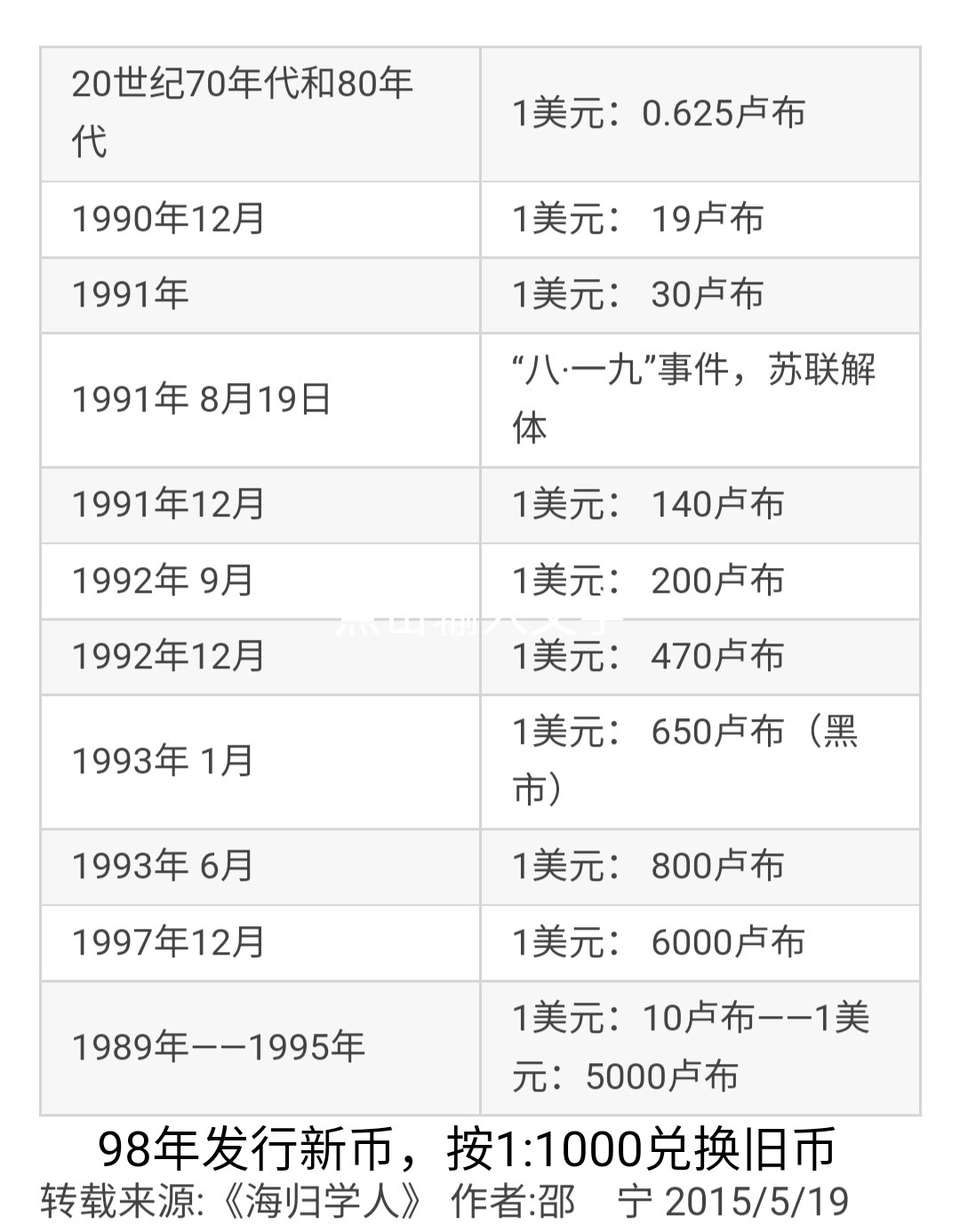 20世纪70年代和80年
代
1美元：0.625卢布
1990年12月
1美元： 19卢布
1991年
1美元： 30卢布
1991年 8月19日
“八·一九”事件，苏联解
体
1991年12月
1美元： 140卢布
1992年 9月
1美元： 200卢布
点击输入文字
1992年12月
1美元： 470卢布
1993年 1月
1美元： 650卢布（黑
市）
1993年 6月
1美元： 800卢布
1997年12月
1美元： 6000卢布
1989年——1995年
1美元：10卢布——1美
元：5000卢布
98年发行新币，按1:1000兑换旧币
转载来源:《海归学人》 作者:邵　宁 2015/5/19